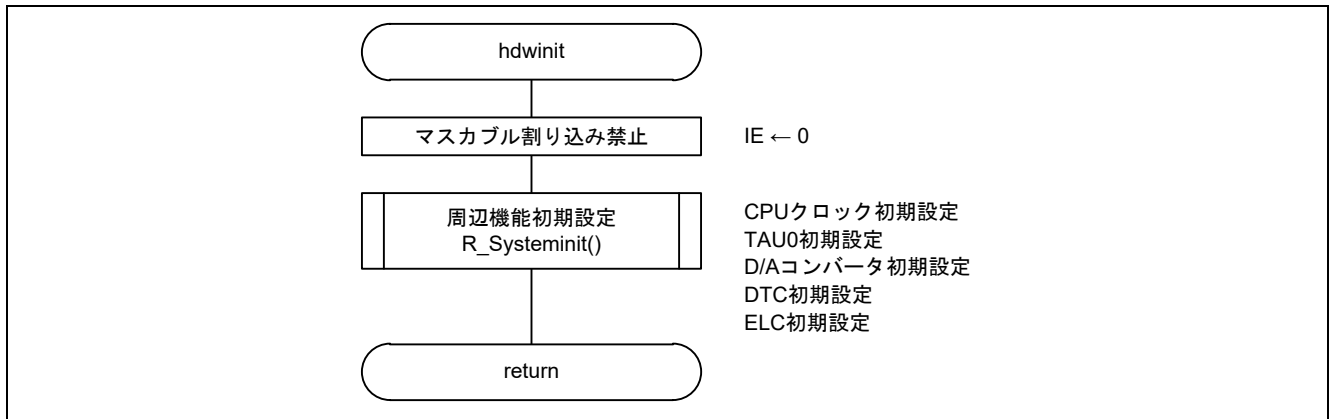 hdwinit
マスカブル割り込み禁止
IE ← 0
周辺機能初期設定
R_Systeminit()
CPUクロック初期設定
TAU0初期設定
D/Aコンバータ初期設定
DTC初期設定
ELC初期設定
return